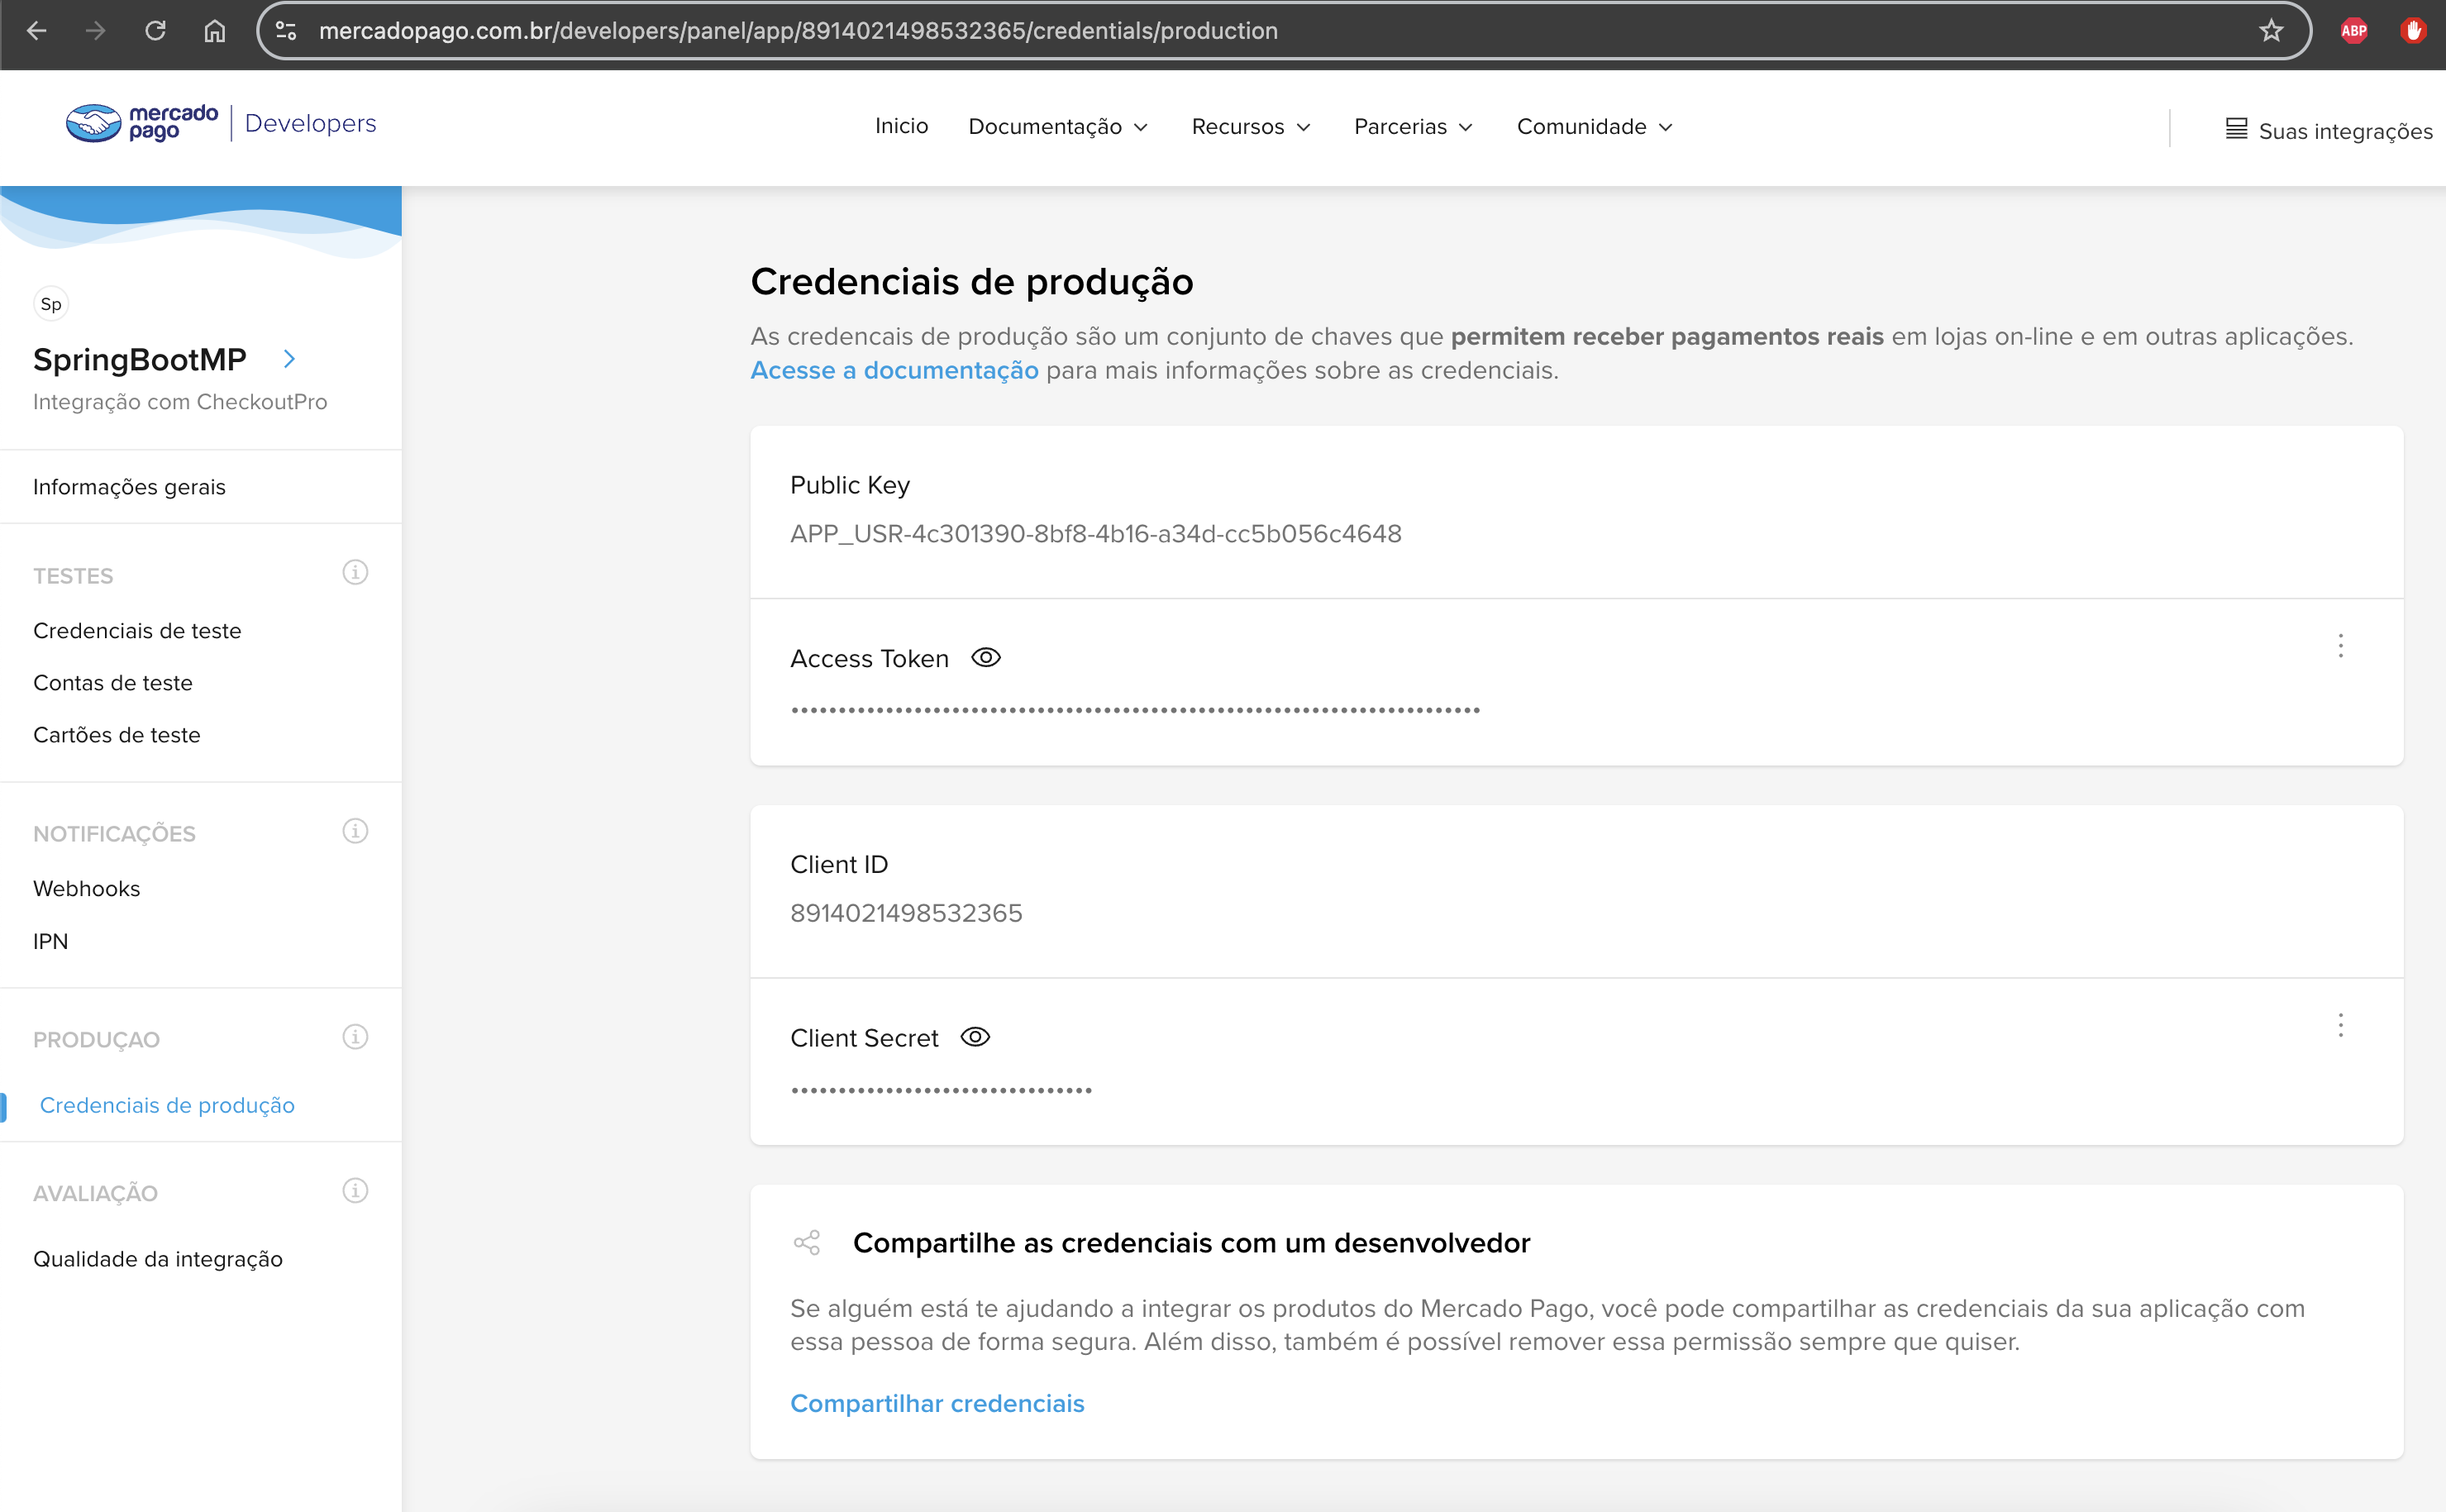 mercadopago.com.br/developers/panel/app/8914021498532365/credentials/production
ABP
mercado
pago
Developers
Inicio
Documentação
Recursos
Parcerias
Comunidade
Suas integrações
Sp
SpringBootMP
Integração com CheckoutPro
Informações gerais
TESTES
Credenciais de teste
Contas de teste
Cartões de teste
NOTIFICAÇÕES
Webhooks
IPN
PRODUÇAO
Credenciais de produção
AVALIAÇÃO
Qualidade da integração
Credenciais de produção
As credencais de produção são um conjunto de chaves que permitem receber pagamentos reais em lojas on-line e em outras aplicações.
Acesse a documentação para mais informações sobre as credenciais.
Public Key
APP_USR-4c301390-8bf8-4b16-a34d-cc5b056c4648
Access Token
Client ID
8914021498532365
Client Secret
Compartilhe as credenciais com um desenvolvedor
Se alguém está te ajudando a integrar os produtos do Mercado Pago, você pode compartilhar as credenciais da sua aplicação com
essa pessoa de forma segura. Além disso, também é possível remover essa permissão sempre que quiser.
Compartilhar credenciais